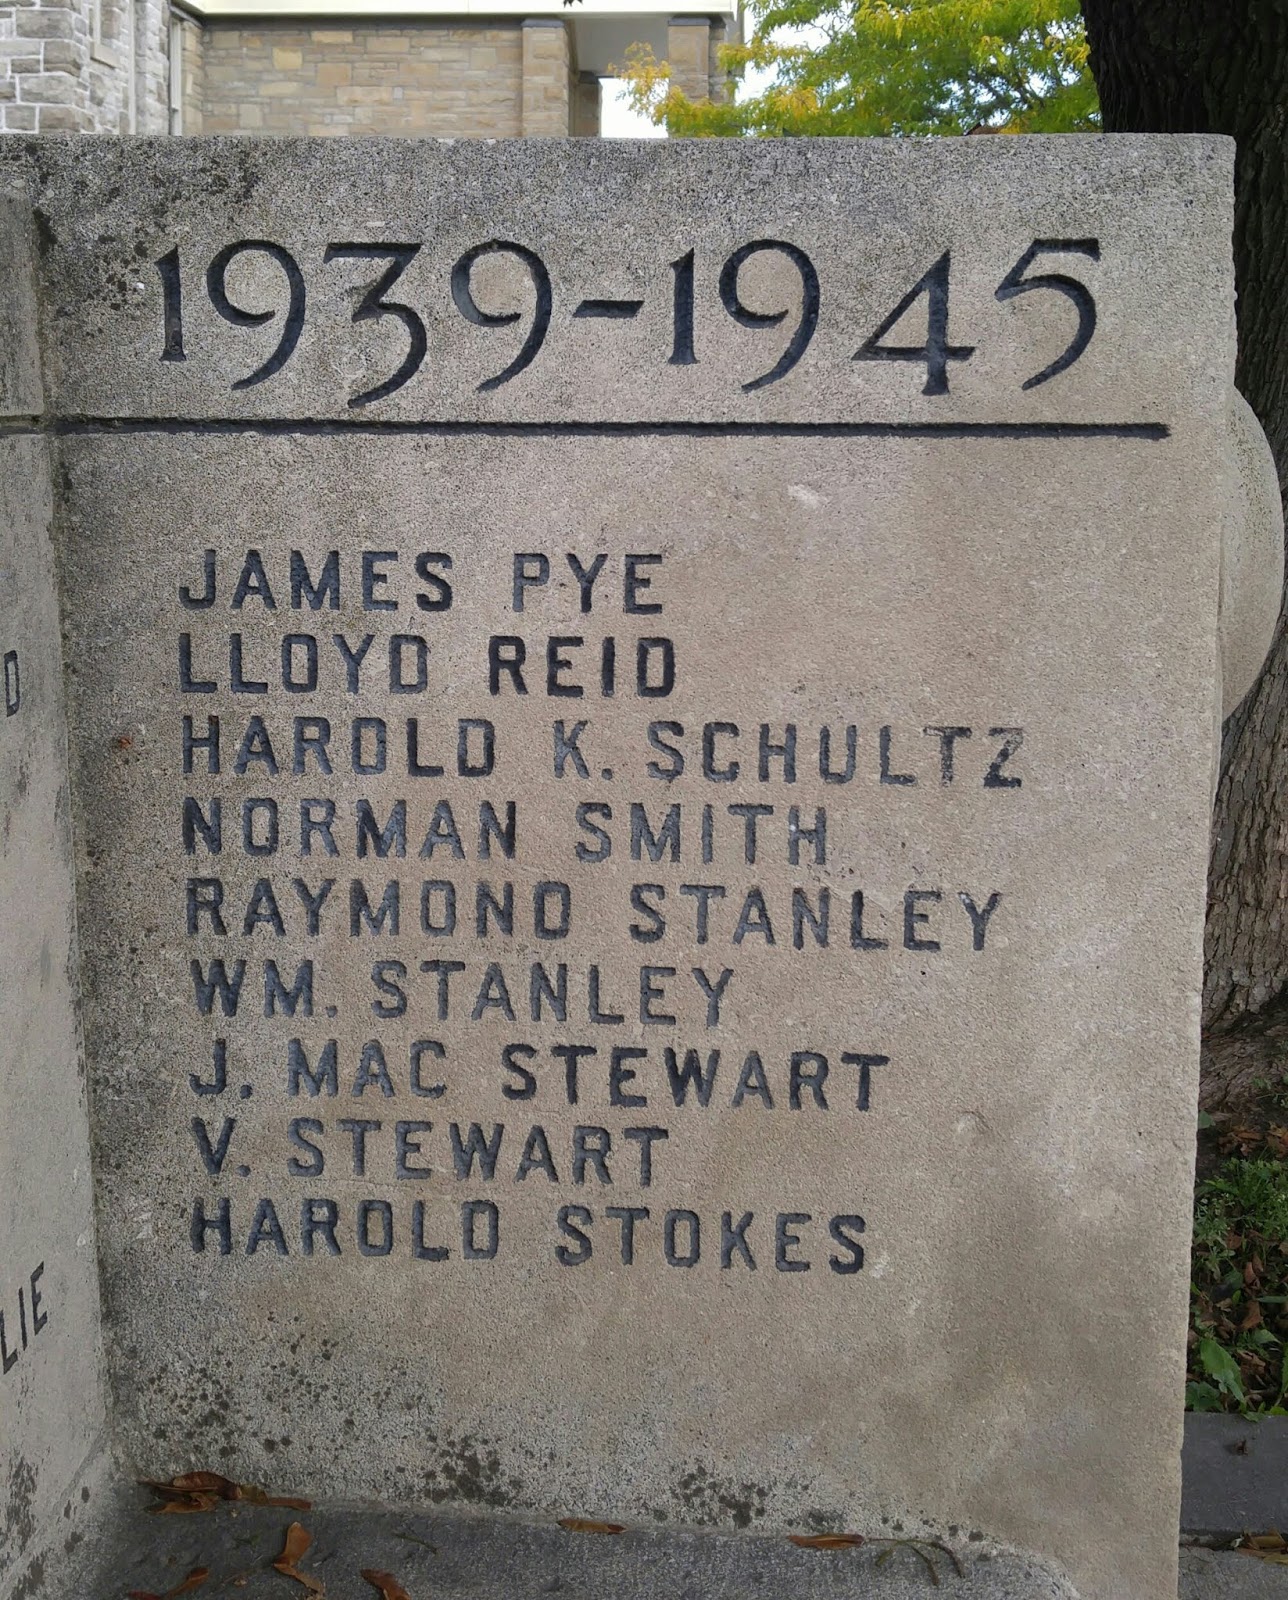 1939-1945
JAMES PYE
LLOYD REID
HAROLD K. SCHULTZ
NORMAN SMITH
RAYMOND STANLEY
WM. STANLEY
J. MAC STEWART
V. STEWART
HAROLD STOKES